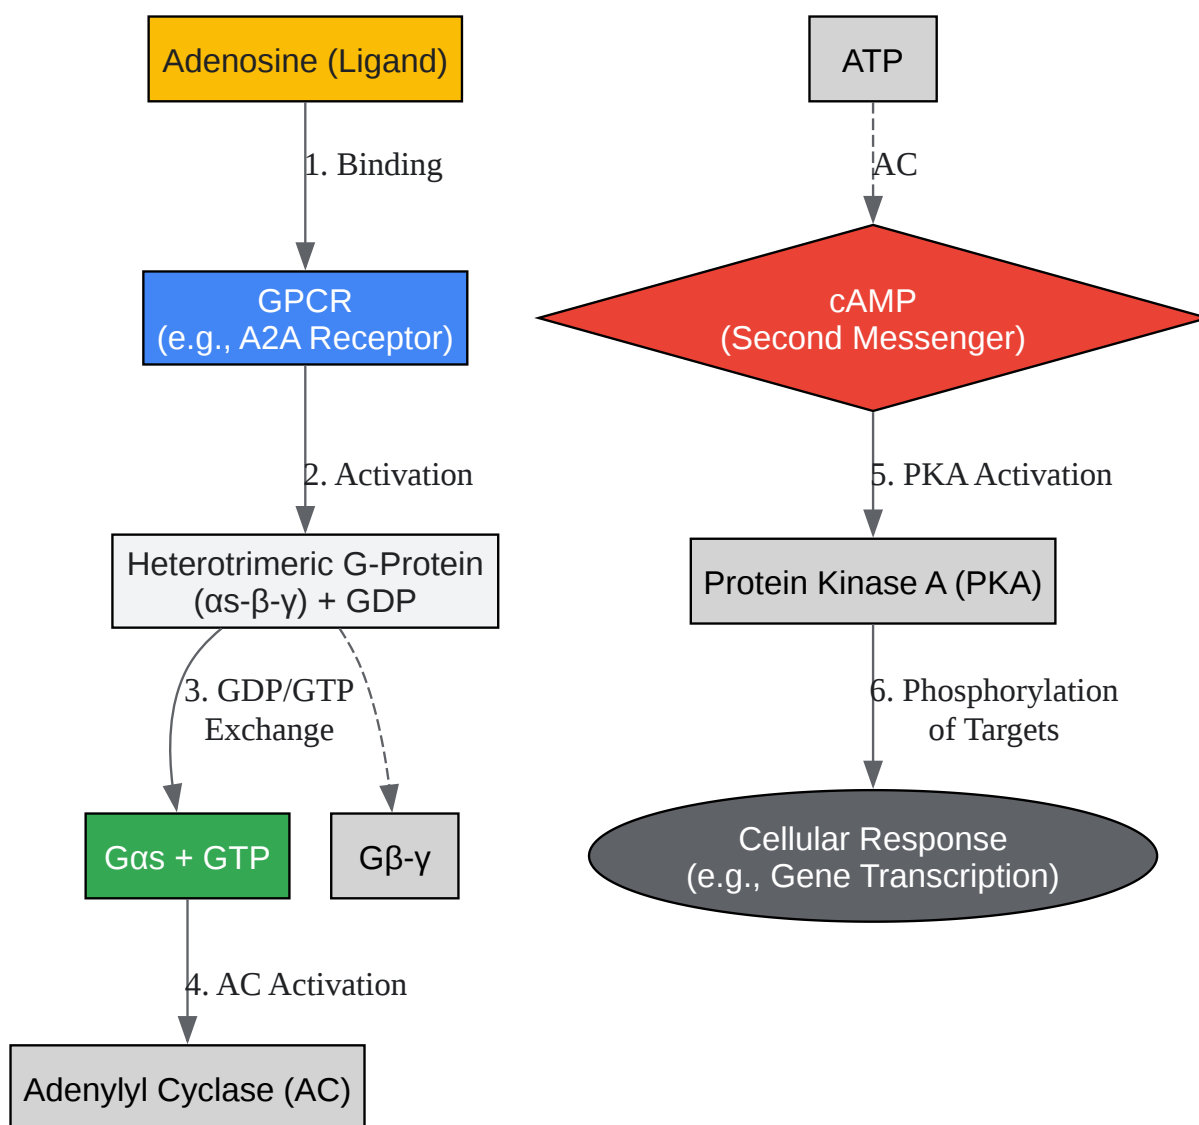 Adenosine (Ligand)
1. Binding
GPCR
(e.g., A2A Receptor)
2. Activation
Heterotrimeric G-Protein
(αs-β-γ) + GDP
3. GDP/GTP
Exchange
Gαs + GTP
Gβ-γ
4. AC Activation
Adenylyl Cyclase (AC)
ATP
AC
cAMP
(Second Messenger)
5. PKA Activation
Protein Kinase A (PKA)
6. Phosphorylation
of Targets
Cellular Response
(e.g., Gene Transcription)